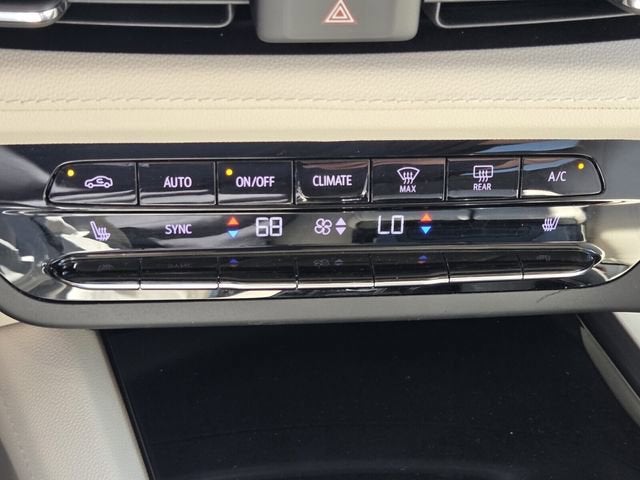 AUTO ON/OFF CLIMATE MAX REAR A/C
SYNC 68 LO